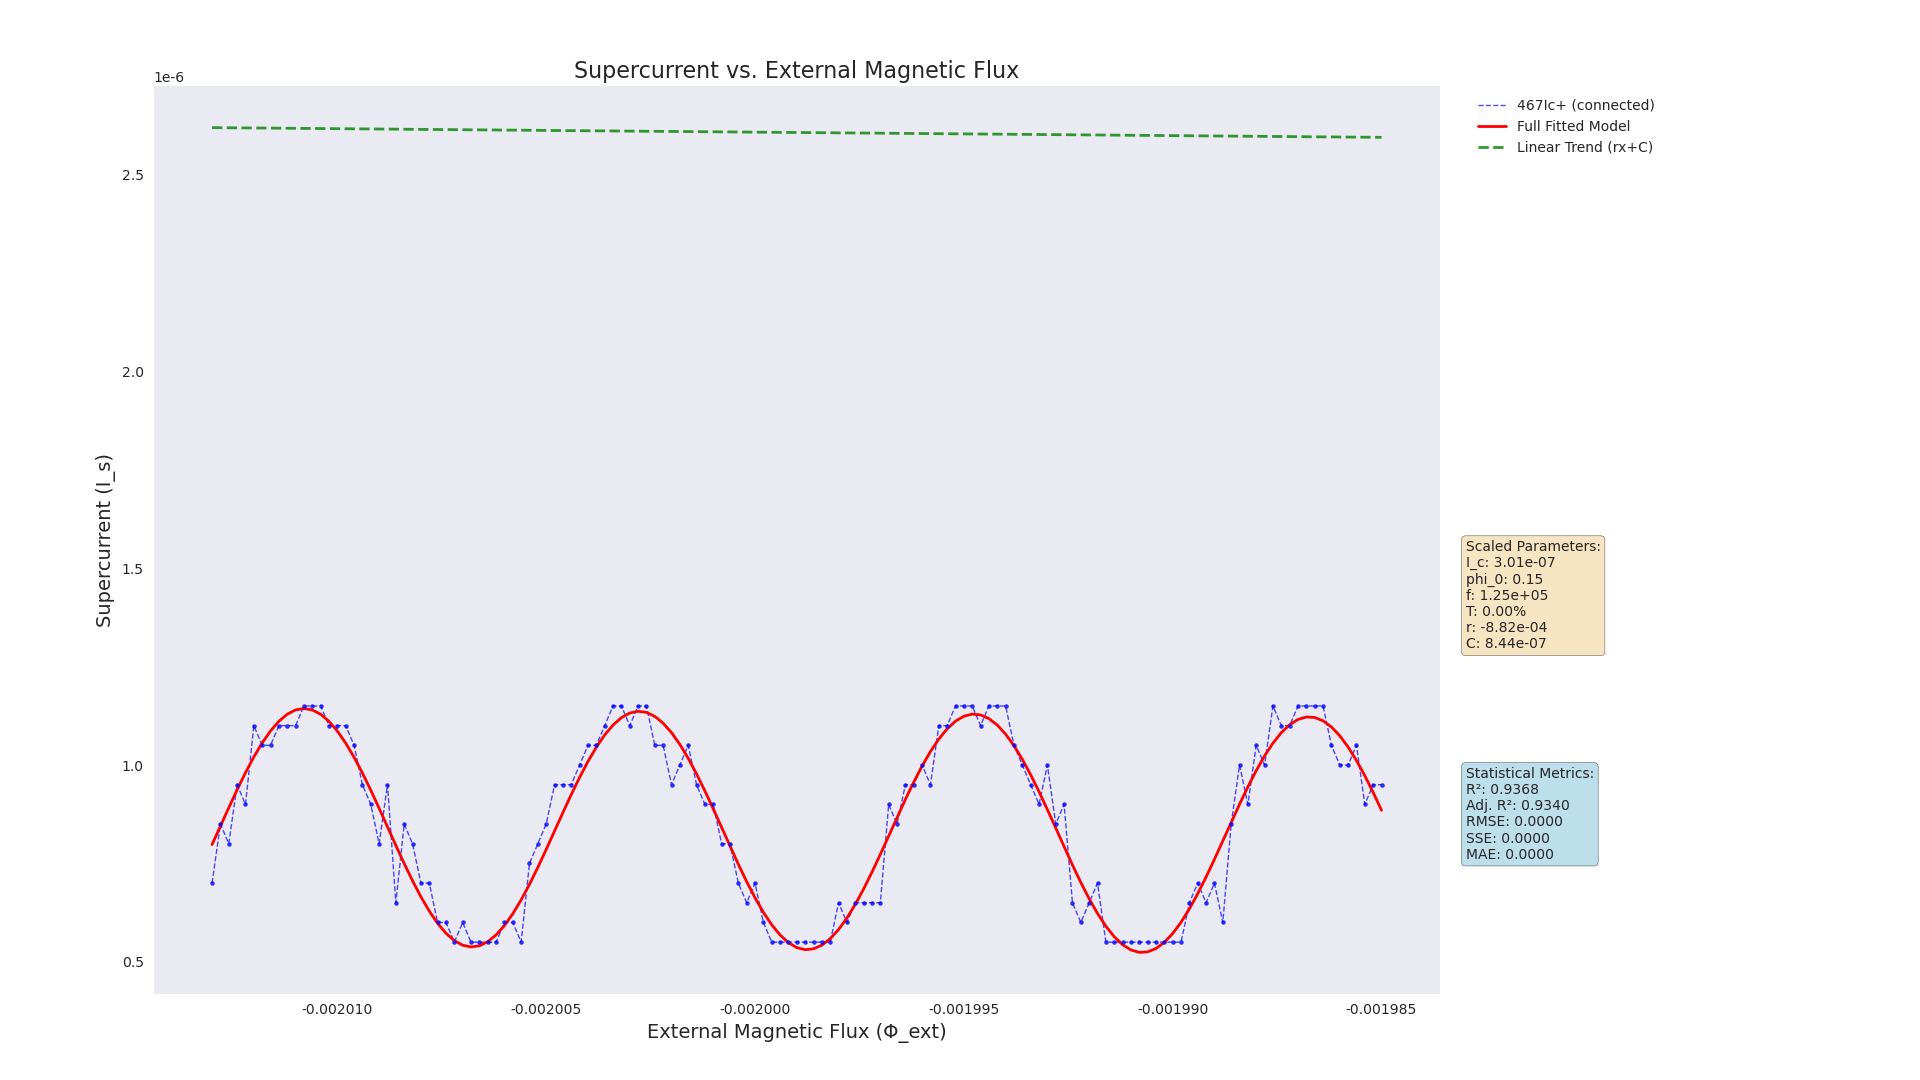 Supercurrent vs. External Magnetic Flux
1e-6
2.5
2.0
1.5
1.0
0.5
Supercurrent (I_s)
-0.002010
-0.002005
-0.002000
-0.001995
-0.001990
-0.001985
External Magnetic Flux (Φ_ext)
467Ic+ (connected)
Full Fitted Model
Linear Trend (rx+C)
Scaled Parameters:
I_c: 3.01e-07
phi_0: 0.15
f: 1.25e+05
T: 0.00%
r: -8.82e-04
C: 8.44e-07
Statistical Metrics:
R²: 0.9368
Adj. R²: 0.9340
RMSE: 0.0000
SSE: 0.0000
MAE: 0.0000